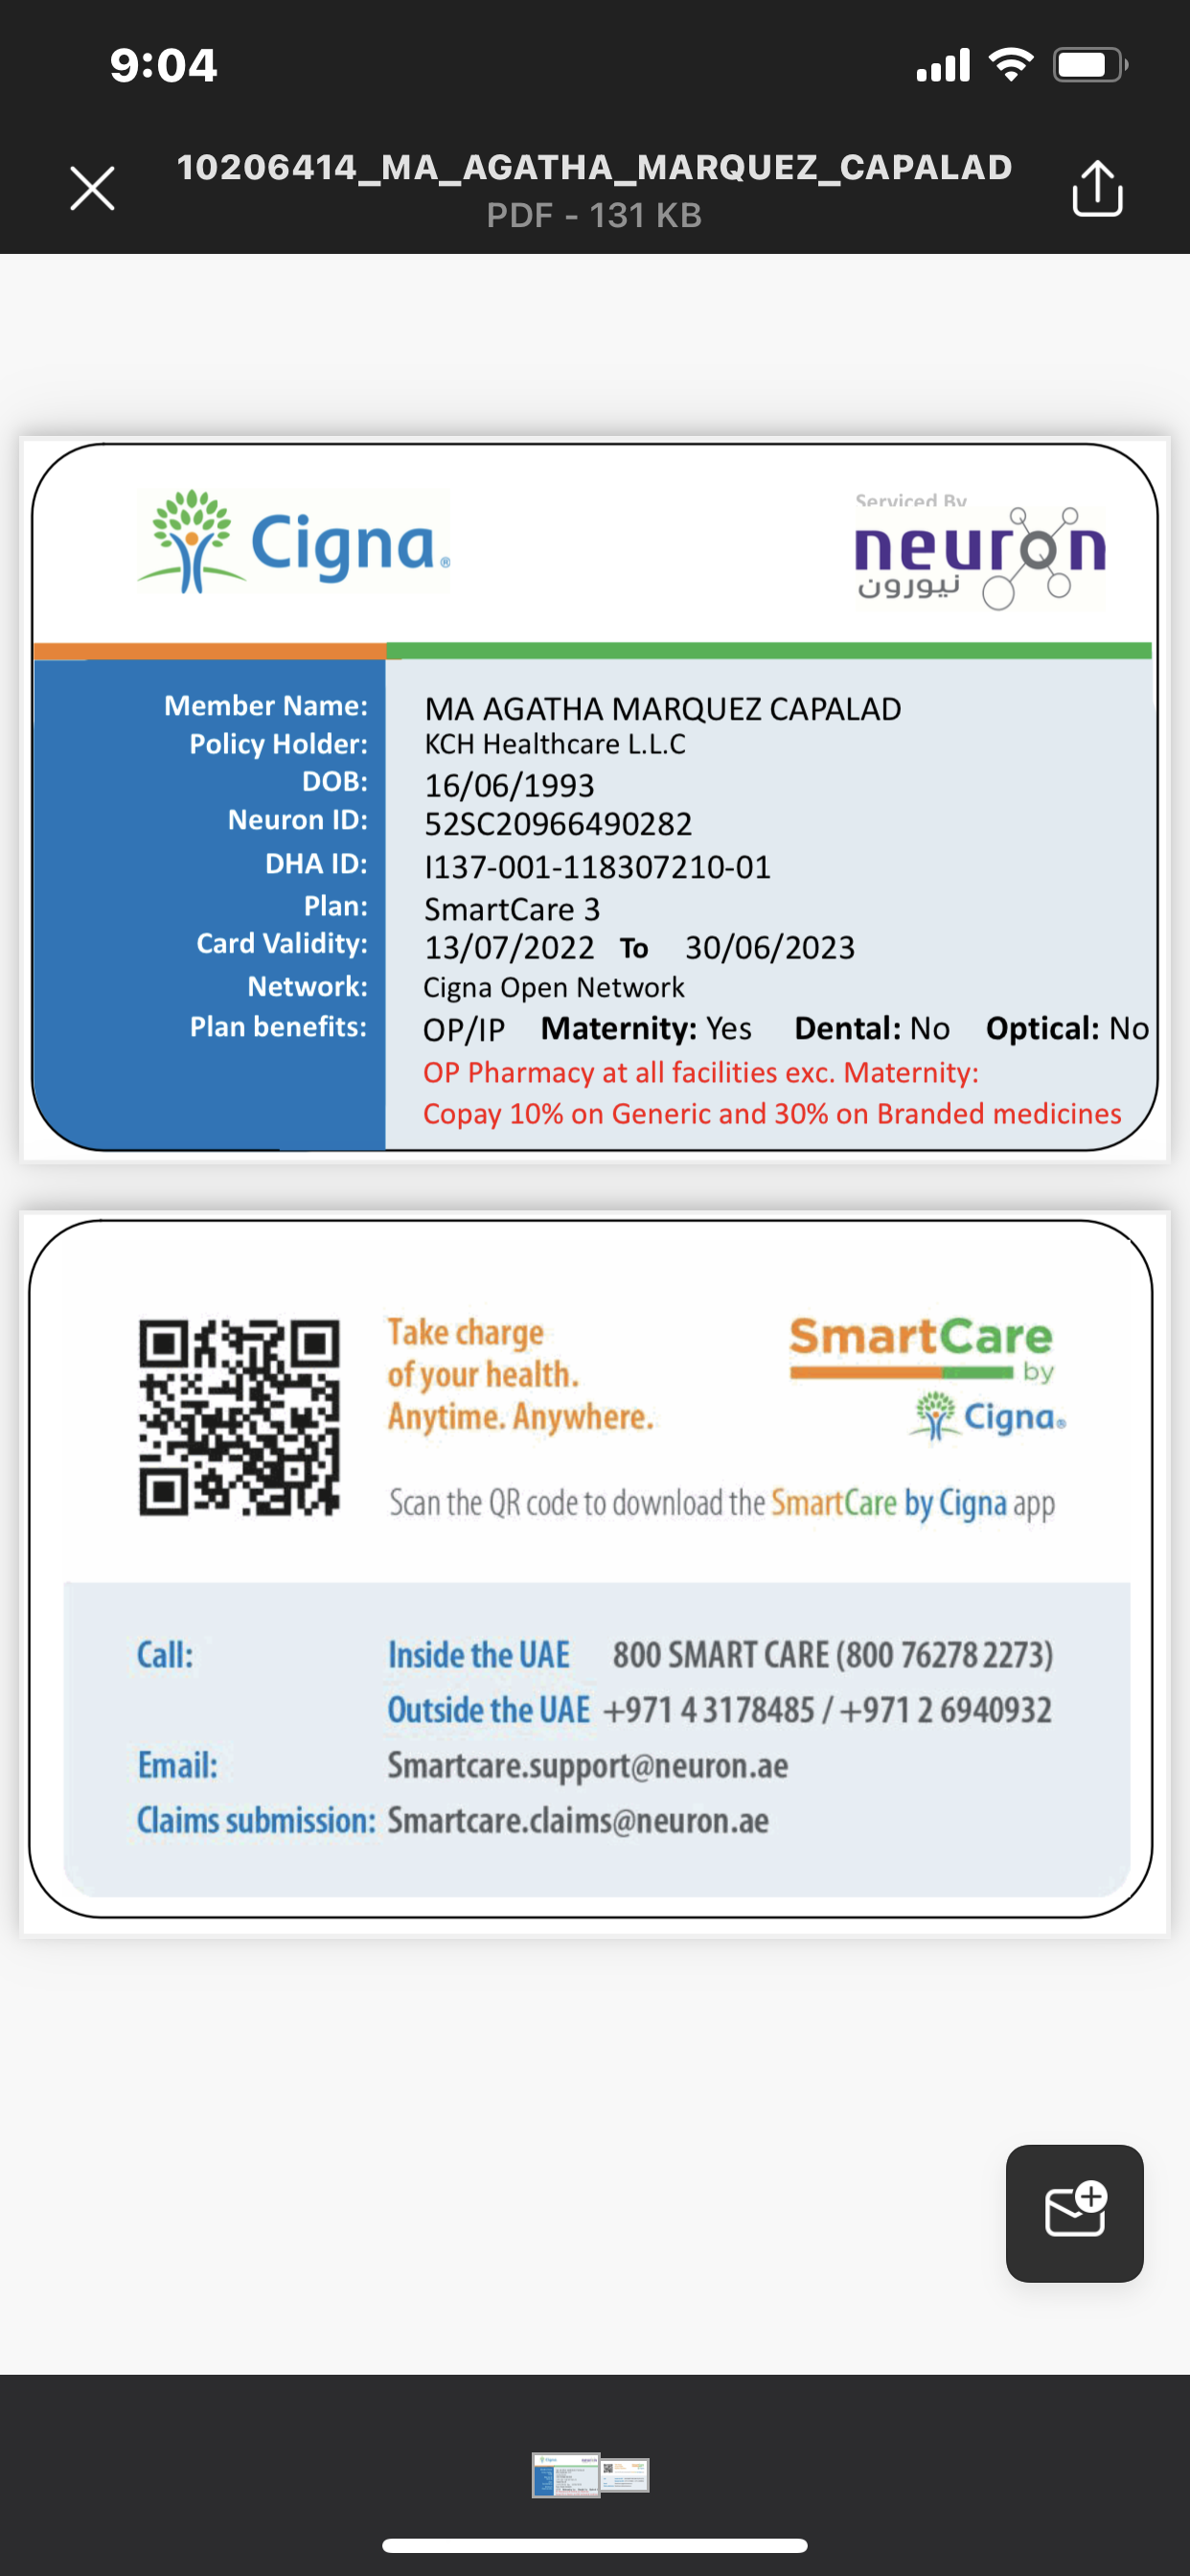 9:04
10206414_MA_AGATHA_MARQUEZ_CAPALAD
PDF - 131 KB
Cigna®
Serviced By
neuron
نيورون
Member Name: MA AGATHA MARQUEZ CAPALAD
Policy Holder: KCH Healthcare L.L.C
DOB: 16/06/1993
Neuron ID: 52SC20966490282
DHA ID: I137-001-118307210-01
Plan: SmartCare 3
Card Validity: 13/07/2022 To 30/06/2023
Network: Cigna Open Network
Plan benefits: OP/IP Maternity: Yes Dental: No Optical: No
OP Pharmacy at all facilities exc. Maternity:
Copay 10% on Generic and 30% on Branded medicines
Take charge
of your health.
Anytime. Anywhere.
SmartCare
by
Cigna®
Scan the QR code to download the SmartCare by Cigna app
Call: Inside the UAE 800 SMART CARE (800 76278 2273)
Outside the UAE +971 4 3178485 / +971 2 6940932
Email: Smartcare.support@neuron.ae
Claims submission: Smartcare.claims@neuron.ae